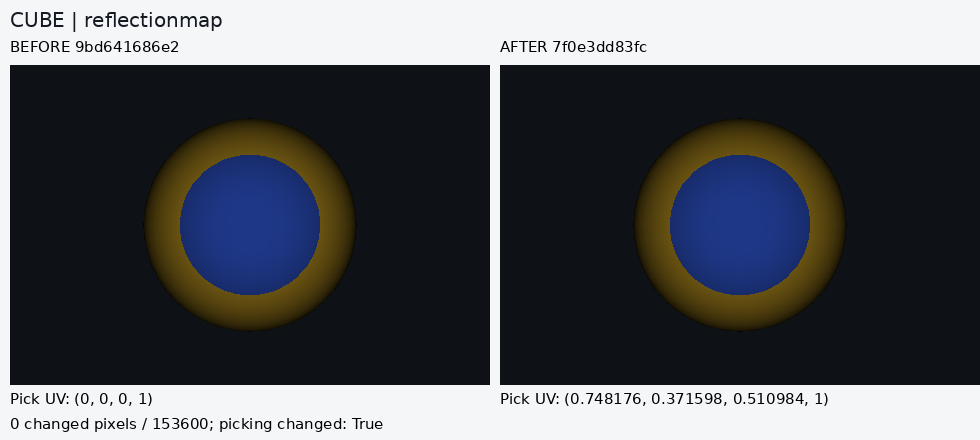 CUBE | reflectionmap
BEFORE 9bd641686e2
AFTER 7f0e3dd83fc
Pick UV: (0, 0, 0, 1)
Pick UV: (0.748176, 0.371598, 0.510984, 1)
0 changed pixels / 153600; picking changed: True